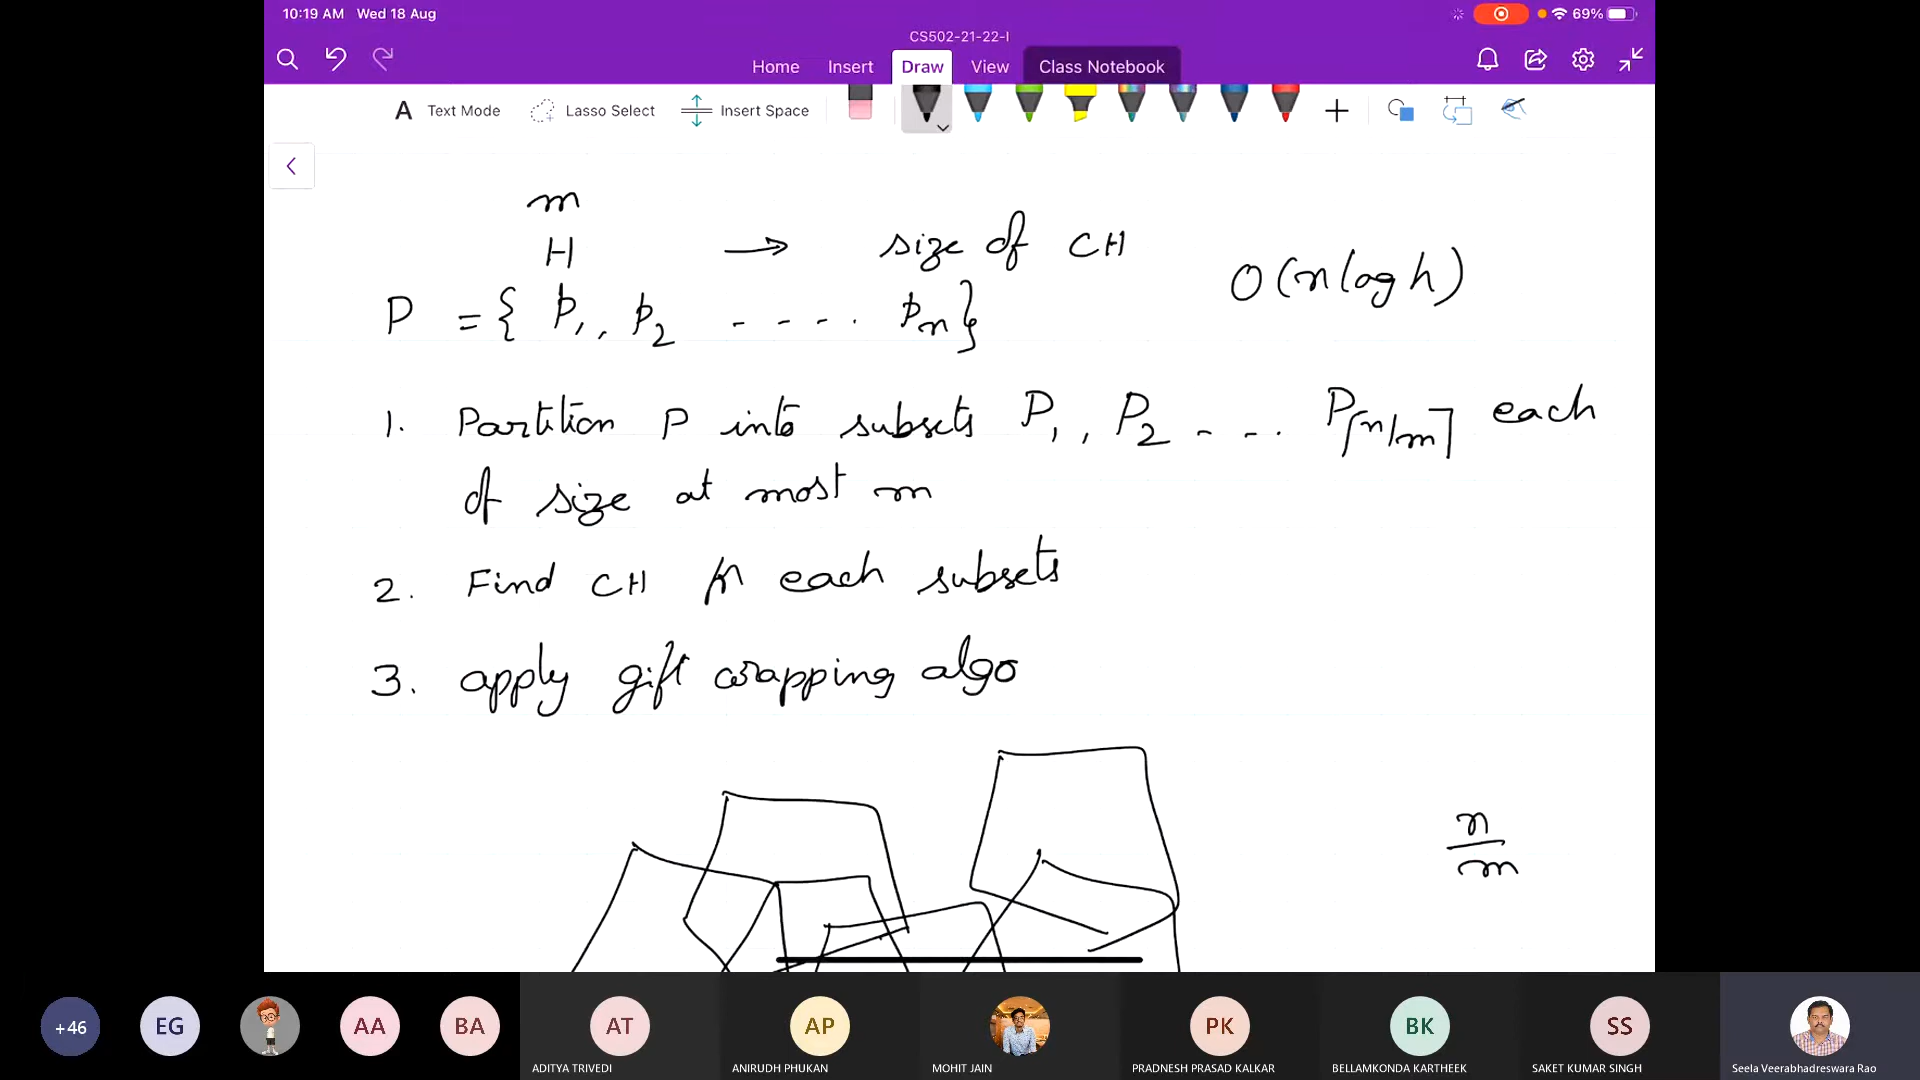 10:19 AM Wed 18 Aug
69%
CS502-21-22-I
Home Insert Draw View Class Notebook
A Text Mode Lasso Select Insert Space
m
H → size of CH
O(n log h)
P = { p1, p2 - - - - . pn}
1. Partition P into subsets P1, P2 - - . P⌈n/m⌉ each
of size at most m
2. Find CH for each subsets
3. apply gift wrapping algo
n
m
+46 EG AA BA AT AP PK BK SS
ADITYA TRIVEDI ANIRUDH PHUKAN MOHIT JAIN PRADNESH PRASAD KALKAR BELLAMKONDA KARTHEEK SAKET KUMAR SINGH Seela Veerabhadreswara Rao